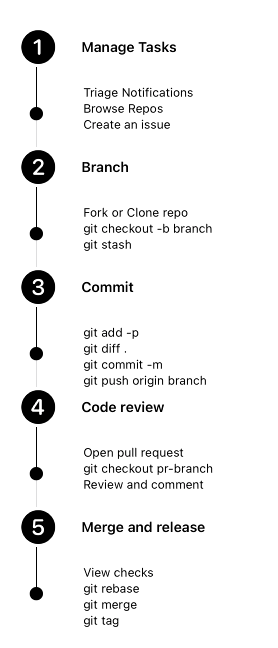 1 Manage Tasks
Triage Notifications
Browse Repos
Create an issue
2 Branch
Fork or Clone repo
git checkout -b branch
git stash
3 Commit
git add -p
git diff .
git commit -m
git push origin branch
4 Code review
Open pull request
git checkout pr-branch
Review and comment
5 Merge and release
View checks
git rebase
git merge
git tag